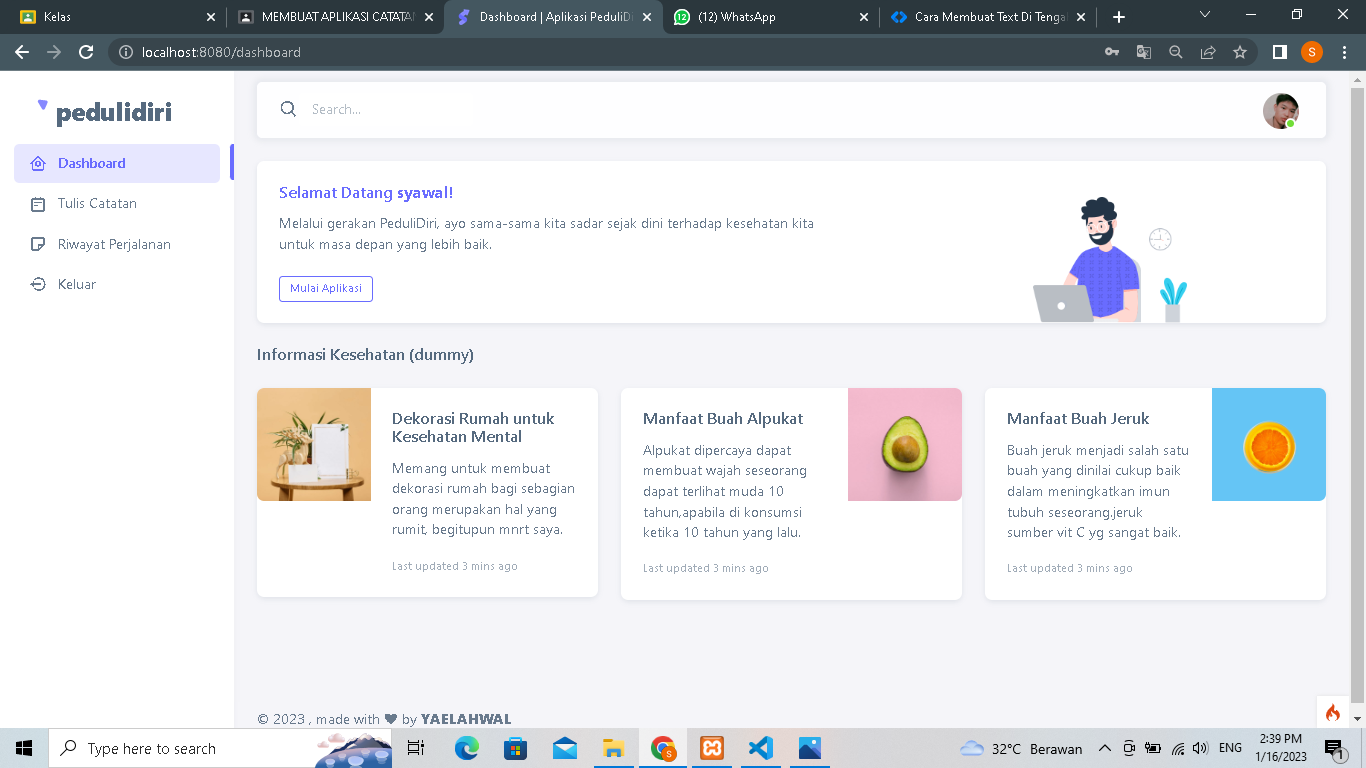 Kelas
MEMBUAT APLIKASI CATATAN
Dashboard | Aplikasi PeduliDi
(12) WhatsApp
Cara Membuat Text Di Tenga
localhost:8080/dashboard
S
pedulidiri
Search...
Dashboard
Tulis Catatan
Riwayat Perjalanan
Keluar
Selamat Datang syawal!
Melalui gerakan PeduliDiri, ayo sama-sama kita sadar sejak dini terhadap kesehatan kita
untuk masa depan yang lebih baik.
Mulai Aplikasi
Informasi Kesehatan (dummy)
Dekorasi Rumah untuk
Kesehatan Mental
Memang untuk membuat
dekorasi rumah bagi sebagian
orang merupakan hal yang
rumit, begitupun mnrt saya.
Last updated 3 mins ago
Manfaat Buah Alpukat
Alpukat dipercaya dapat
membuat wajah seseorang
dapat terlihat muda 10
tahun,apabila di konsumsi
ketika 10 tahun yang lalu.
Last updated 3 mins ago
Manfaat Buah Jeruk
Buah jeruk menjadi salah satu
buah yang dinilai cukup baik
dalam meningkatkan imun
tubuh seseorang.jeruk
sumber vit C yg sangat baik.
Last updated 3 mins ago
© 2023 , made with ❤ by YAELAHWAL
Type here to search
32°C Berawan
ENG
2:39 PM
1/16/2023
1